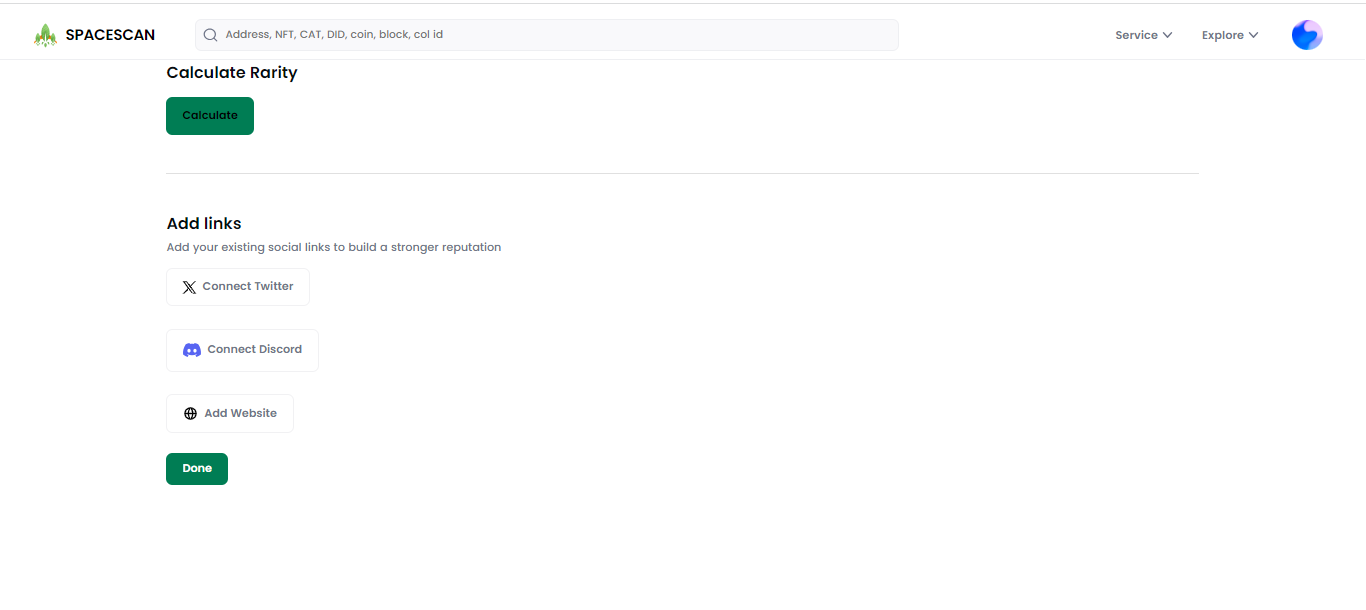 SPACESCAN
Address, NFT, CAT, DID, coin, block, col id
Service
Explore
Calculate Rarity
Calculate
Add links
Add your existing social links to build a stronger reputation
Connect Twitter
Connect Discord
Add Website
Done